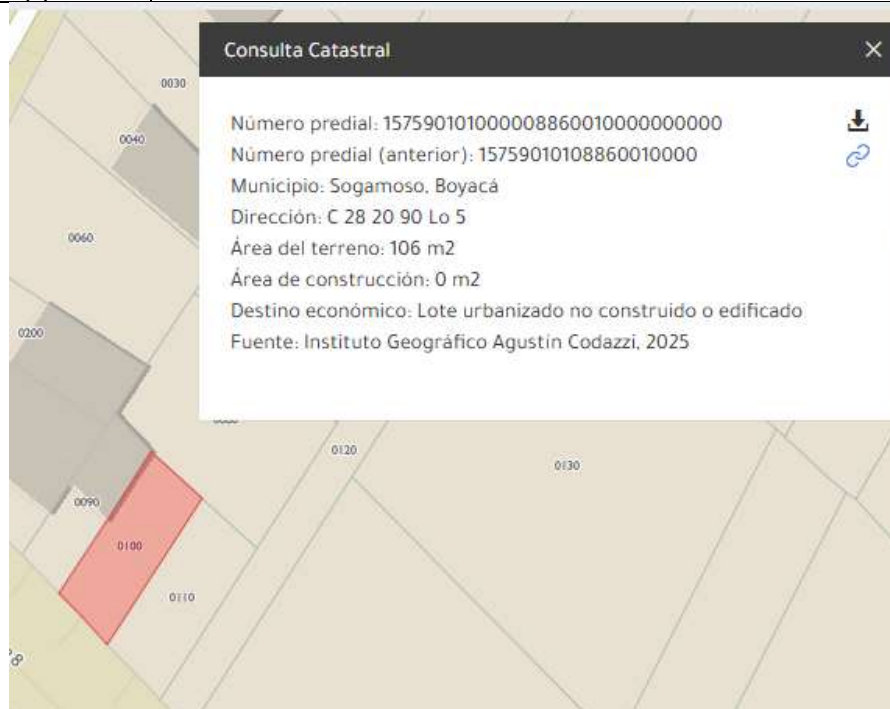 Consulta Catastral
Número predial: 157590101000008860010000000000
Número predial (anterior): 15759010108860010000
Municipio: Sogamoso, Boyacá
Dirección: C 28 20 90 Lo 5
Área del terreno: 106 m2
Área de construcción: 0 m2
Destino económico: Lote urbanizado no construido o edificado
Fuente: Instituto Geográfico Agustín Codazzi, 2025
0030
0040
0060
0200
0120
0130
0090
0100
0110